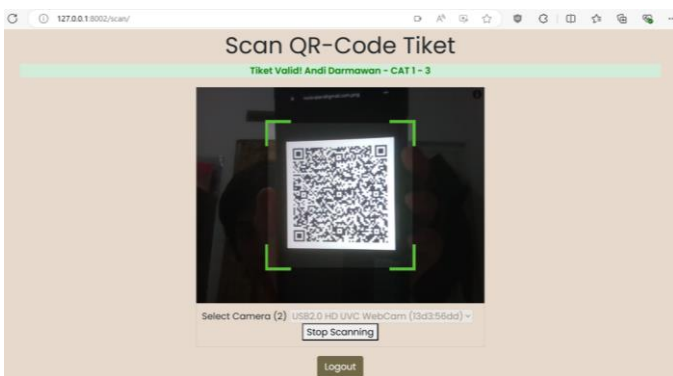 127.0.0.1:8002/scan/
Scan QR-Code Tiket
Tiket Valid! Andi Darmawan - CAT 1 - 3
Select Camera (2) USB2.0 HD UVC WebCam (13d3:56dd)
Stop Scanning
Logout